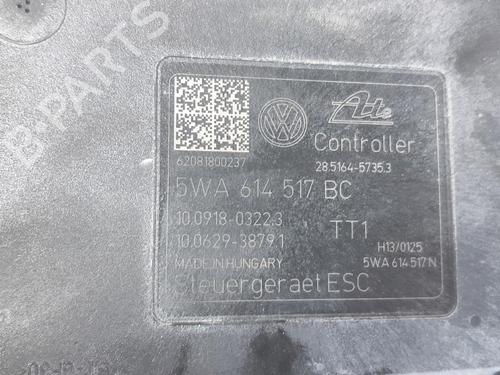 B-PARTS
Ate
Controller
62081800237
28.5164-5735.3
5WA 614 517 BC
10.0918-0322.3
TT1
10.0629-3879.1
H13/0125
MADE IN HUNGARY
5WA 614 517 N
Steuergeraet ESC